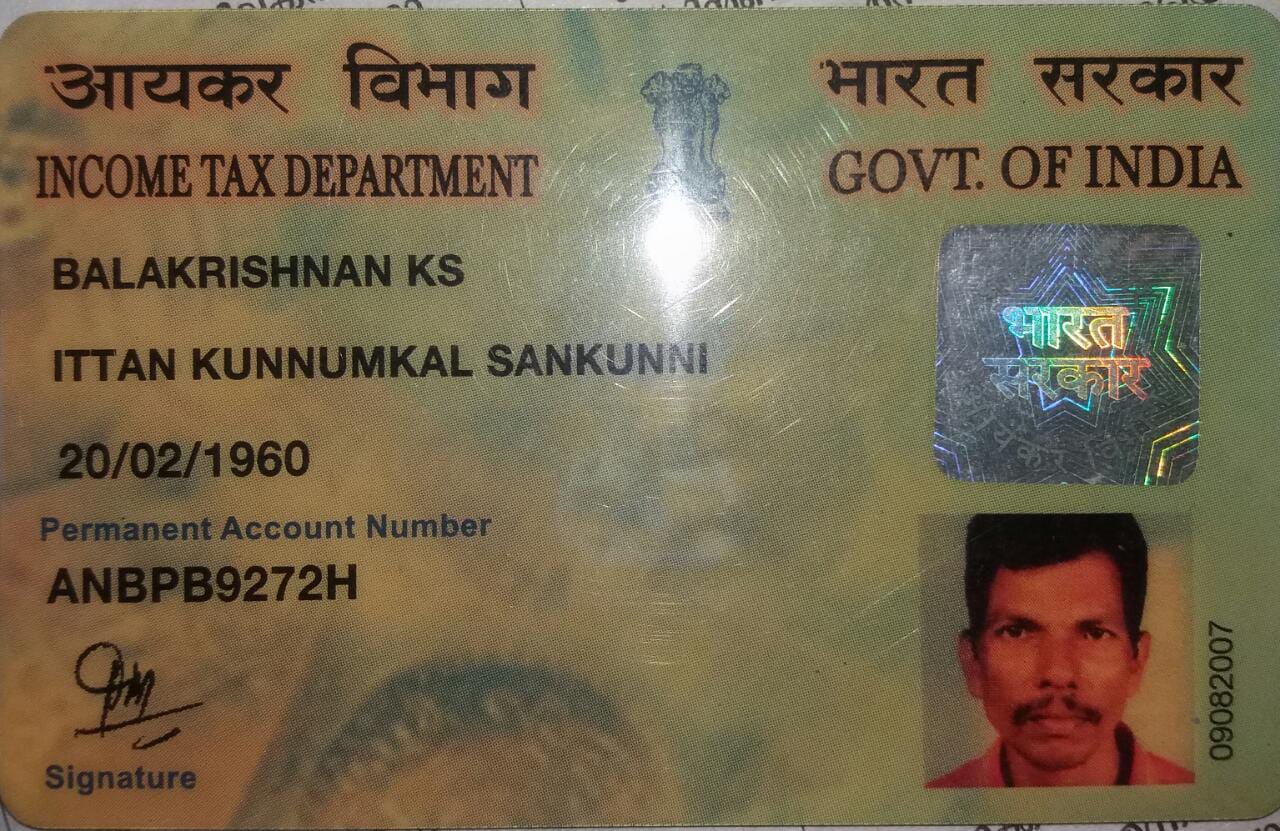 आयकर विभाग
भारत सरकार
INCOME TAX DEPARTMENT
GOVT. OF INDIA
BALAKRISHNAN KS
ITTAN KUNNUMKAL SANKUNNI
20/02/1960
Permanent Account Number
ANBPB9272H
Signature
भारत
सरकार
09082007